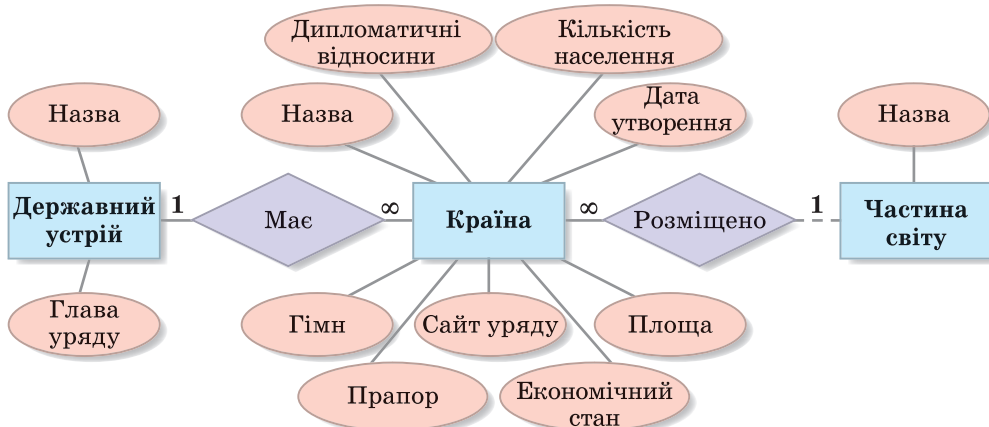 Дипломатичні
відносини
Кількість
населення
Назва
Назва
Дата
утворення
Назва
Державний
устрій
1
Має
∞
Країна
∞
Розміщено
1
Частина
світу
Глава
уряду
Гімн
Сайт уряду
Площа
Прапор
Економічний
стан